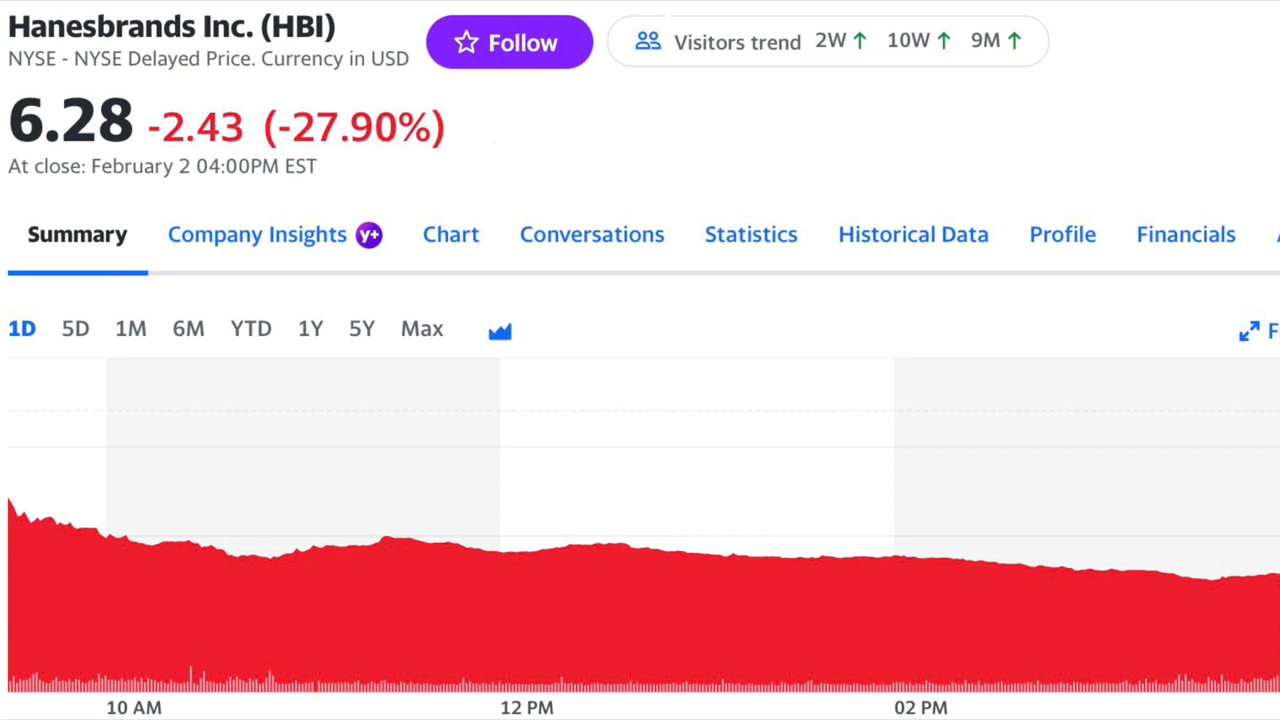 Hanesbrands Inc. (HBI)
NYSE - NYSE Delayed Price. Currency in USD
Follow
Visitors trend 2W ↑ 10W ↑ 9M ↑
6.28 -2.43 (-27.90%)
At close: February 2 04:00PM EST
Summary Company Insights y+ Chart Conversations Statistics Historical Data Profile Financials
1D 5D 1M 6M YTD 1Y 5Y Max F
10 AM 12 PM 02 PM